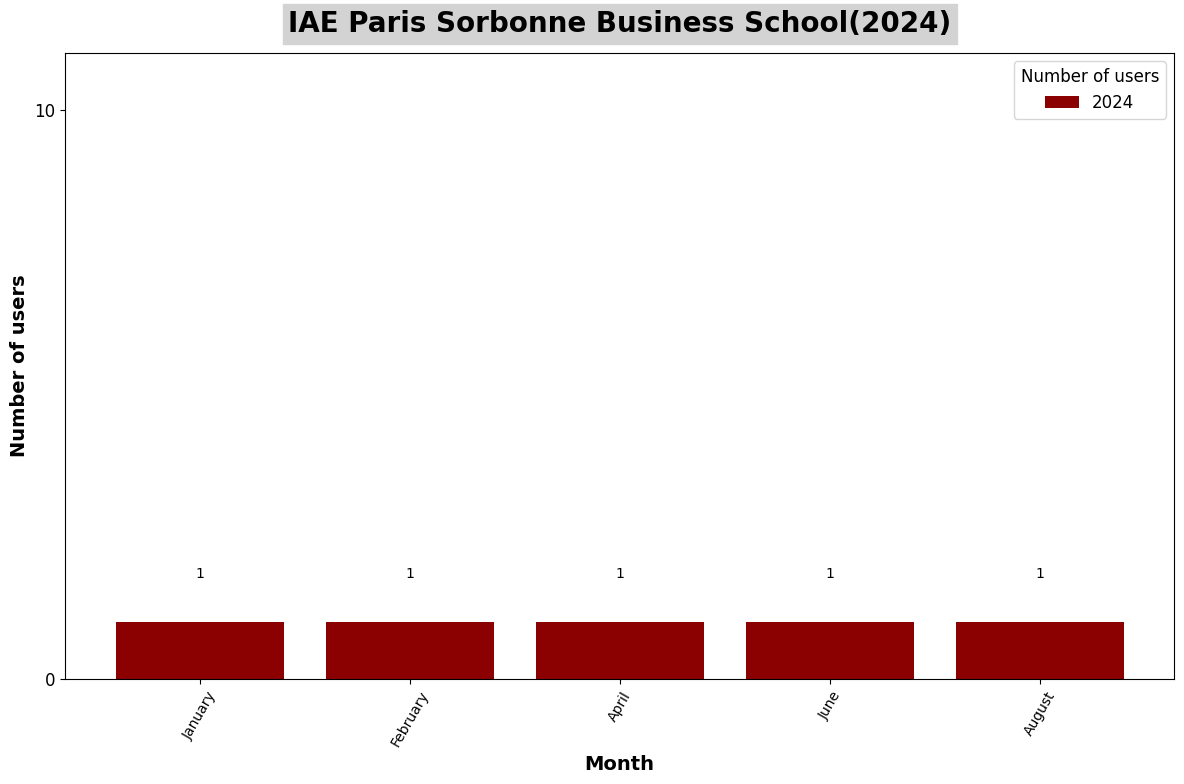 IAE Paris Sorbonne Business School(2024)
Number of users
2024
10
Number of users
1 1 1 1 1
0
January February April June August
Month